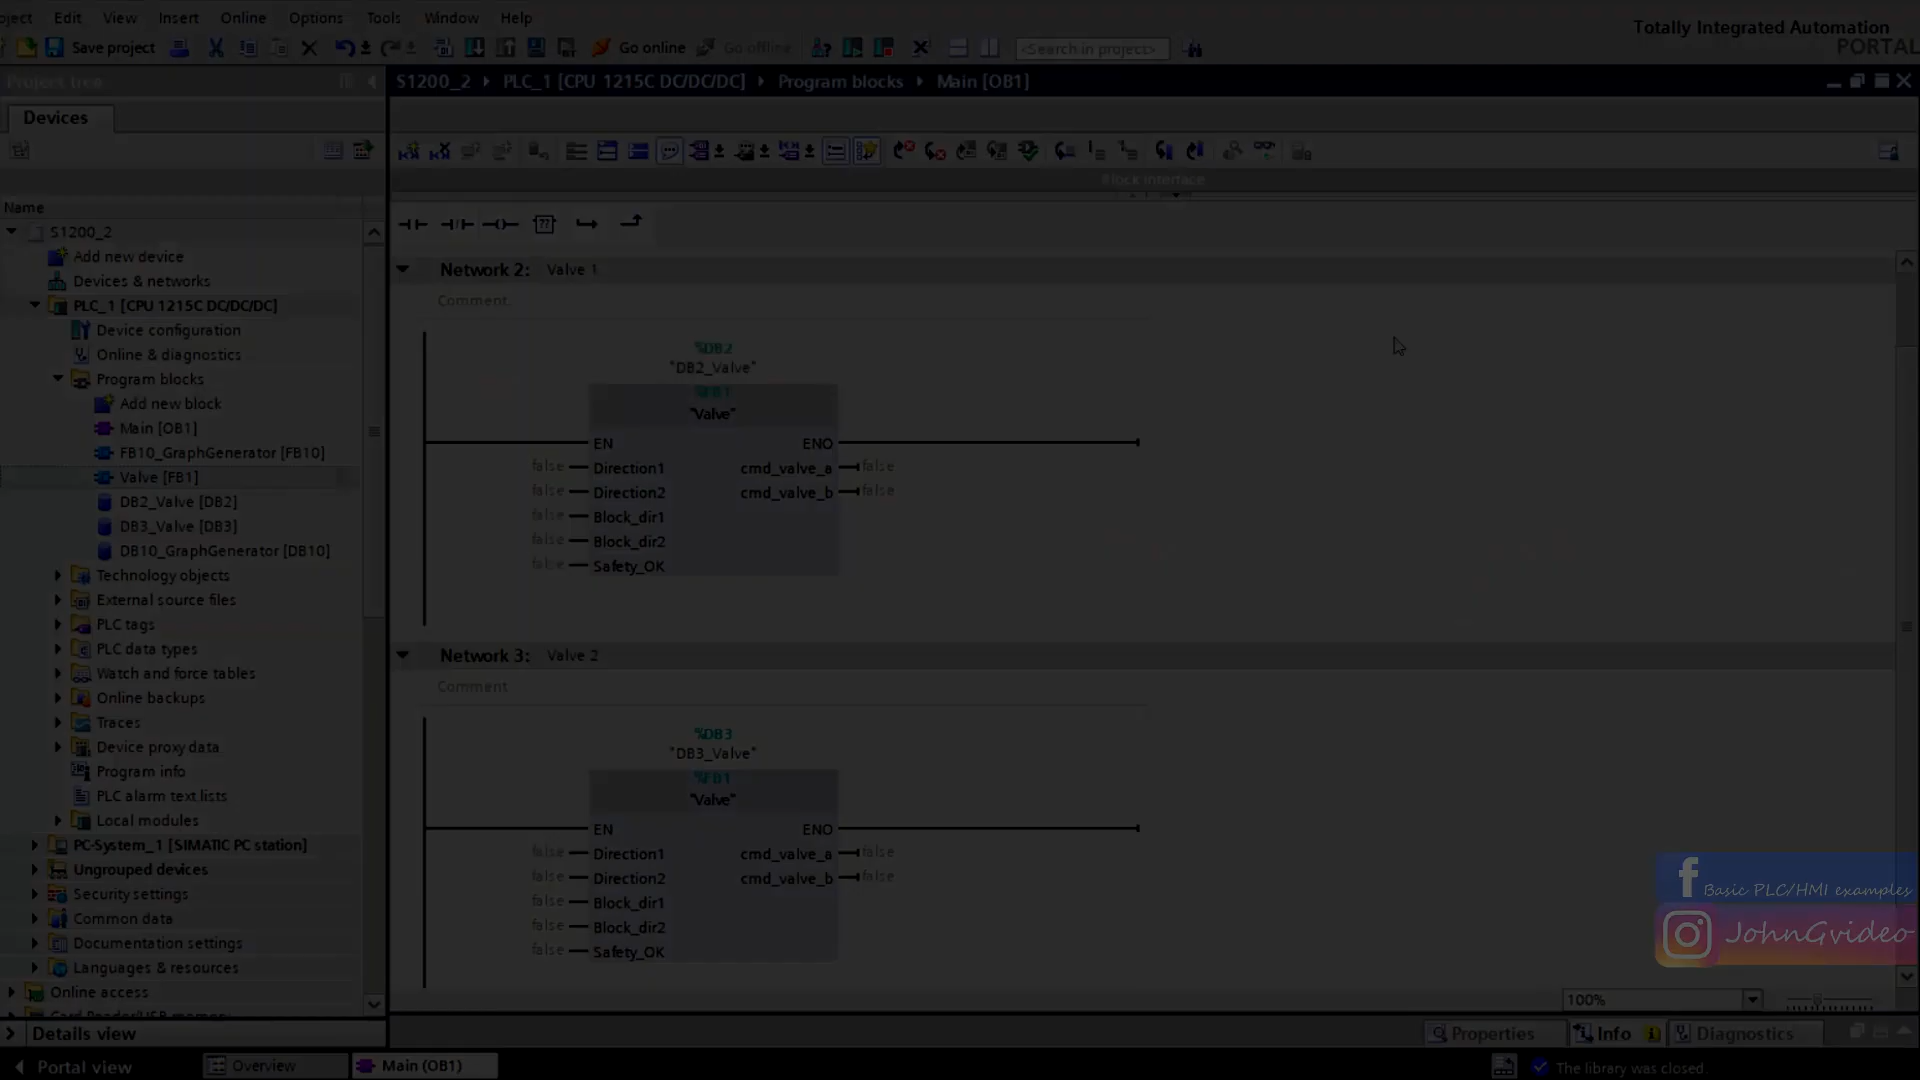 oject Edit View Insert Online Options Tools Window Help
Totally Integrated Automation
PORTAL
Save project Go online Go offline <Search in project>
Project tree
S1200_2 PLC_1 [CPU 1215C DC/DC/DC] Program blocks Main [OB1]
Devices
Block interface
Name
S1200_2
Add new device
Devices & networks
PLC_1 [CPU 1215C DC/DC/DC]
Device configuration
Online & diagnostics
Program blocks
Add new block
Main [OB1]
FB10_GraphGenerator [FB10]
Valve [FB1]
DB2_Valve [DB2]
DB3_Valve [DB3]
DB10_GraphGenerator [DB10]
Technology objects
External source files
PLC tags
PLC data types
Watch and force tables
Online backups
Traces
Device proxy data
Program info
PLC alarm text lists
Local modules
PC-System_1 [SIMATIC PC station]
Ungrouped devices
Security settings
Common data
Documentation settings
Languages & resources
Online access
Details view
Network 2: Valve 1
Comment
%DB2
"DB2_Valve"
%FB1
"Valve"
EN ENO
false Direction1 cmd_valve_a false
false Direction2 cmd_valve_b false
false Block_dir1
false Block_dir2
false Safety_OK
Network 3: Valve 2
Comment
%DB3
"DB3_Valve"
%FB1
"Valve"
EN ENO
false Direction1 cmd_valve_a false
false Direction2 cmd_valve_b false
false Block_dir1
false Block_dir2
false Safety_OK
Basic PLC/HMI examples
JohnGvideo
100%
Properties Info Diagnostics
Portal view Overview Main (OB1) The library was closed.